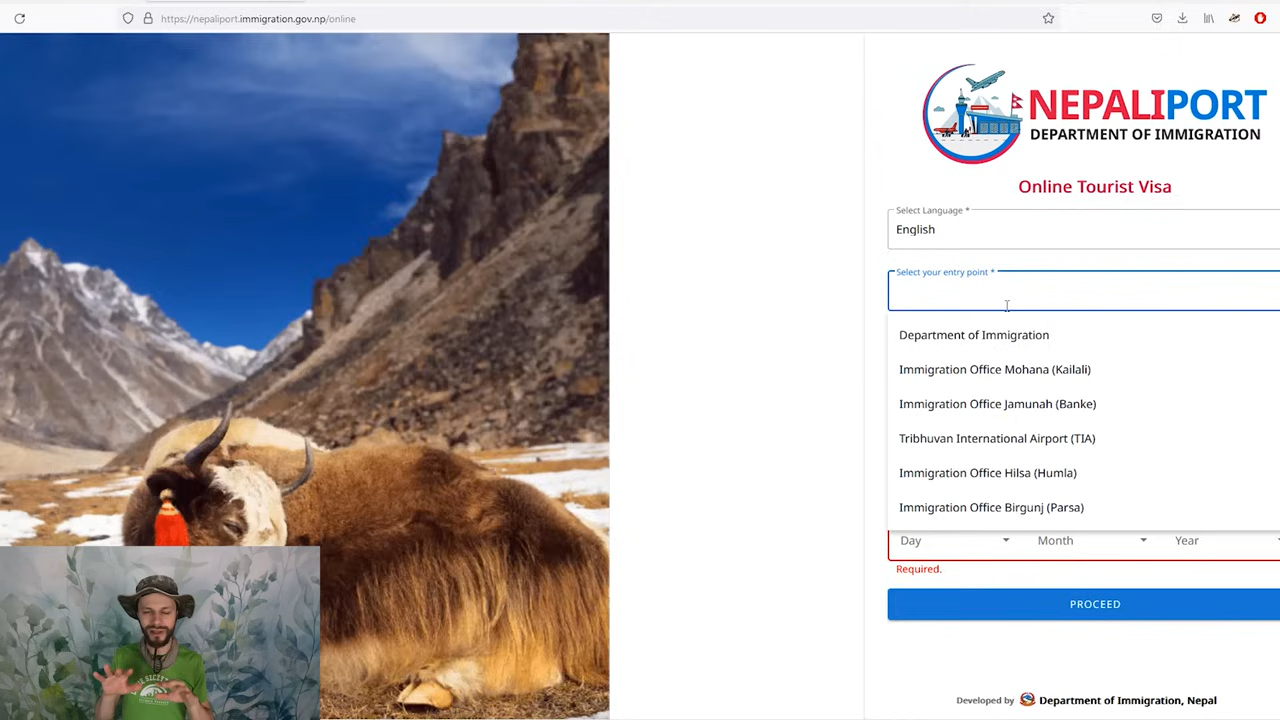 https://nepaliport.immigration.gov.np/online
NEPALIPORT
DEPARTMENT OF IMMIGRATION
Online Tourist Visa
Select Language *
English
Select your entry point *
Department of Immigration
Immigration Office Mohana (Kailali)
Immigration Office Jamunah (Banke)
Tribhuvan International Airport (TIA)
Immigration Office Hilsa (Humla)
Immigration Office Birgunj (Parsa)
Day Month Year
Required.
PROCEED
Developed by Department of Immigration, Nepal